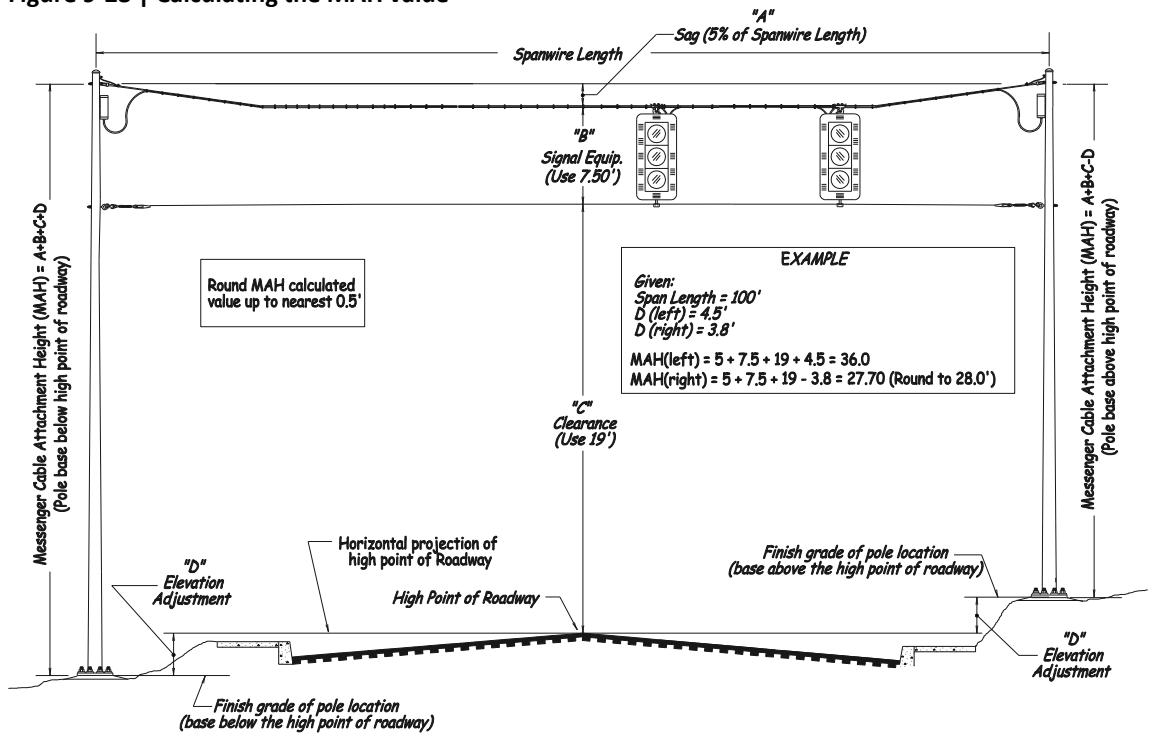 Figure | Calculating the MAH Value
"A"
Sag (5% of Spanwire Length)
Spanwire Length
"B"
Signal Equip.
(Use 7.50')
Messenger Cable Attachment Height (MAH) = A+B+C+D
(Pole base below high point of roadway)
Round MAH calculated
value up to nearest 0.5'
EXAMPLE
Given:
Span Length = 100'
D (left) = 4.5'
D (right) = 3.8'
MAH(left) = 5 + 7.5 + 19 + 4.5 = 36.0
MAH(right) = 5 + 7.5 + 19 - 3.8 = 27.70 (Round to 28.0')
Messenger Cable Attachment Height (MAH) = A+B+C-D
(Pole base above high point of roadway)
"C"
Clearance
(Use 19')
Horizontal projection of
high point of Roadway
Finish grade of pole location
(base above the high point of roadway)
"D"
Elevation
Adjustment
High Point of Roadway
"D"
Elevation
Adjustment
Finish grade of pole location
(base below the high point of roadway)